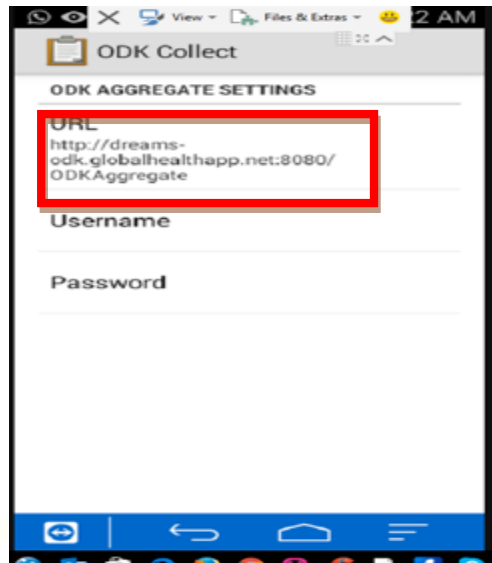 View Files & Extras 2 AM
ODK Collect
ODK AGGREGATE SETTINGS
URL
http://dreams-
odk.globalhealthapp.net:8080/
ODKAggregate
Username
Password